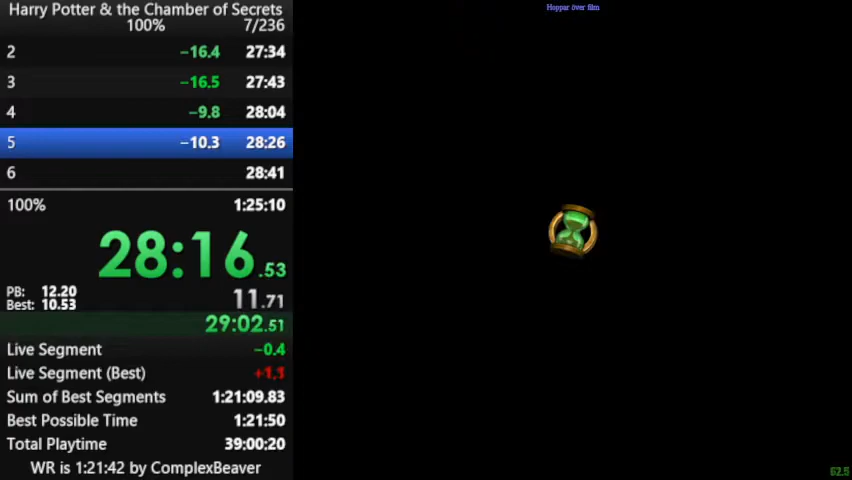 Harry Potter & the Chamber of Secrets
100% 7/236
2 −16.4 27:34
3 −16.5 27:43
4 −9.8 28:04
5 −10.3 28:26
6 28:41
100% 1:25:10
28:16.53
PB: 12.20
Best: 10.53
11.71
29:02.51
Live Segment −0.4
Live Segment (Best) +1.1
Sum of Best Segments 1:21:09.83
Best Possible Time 1:21:50
Total Playtime 39:00:20
WR is 1:21:42 by ComplexBeaver
Hoppar över film
62.5